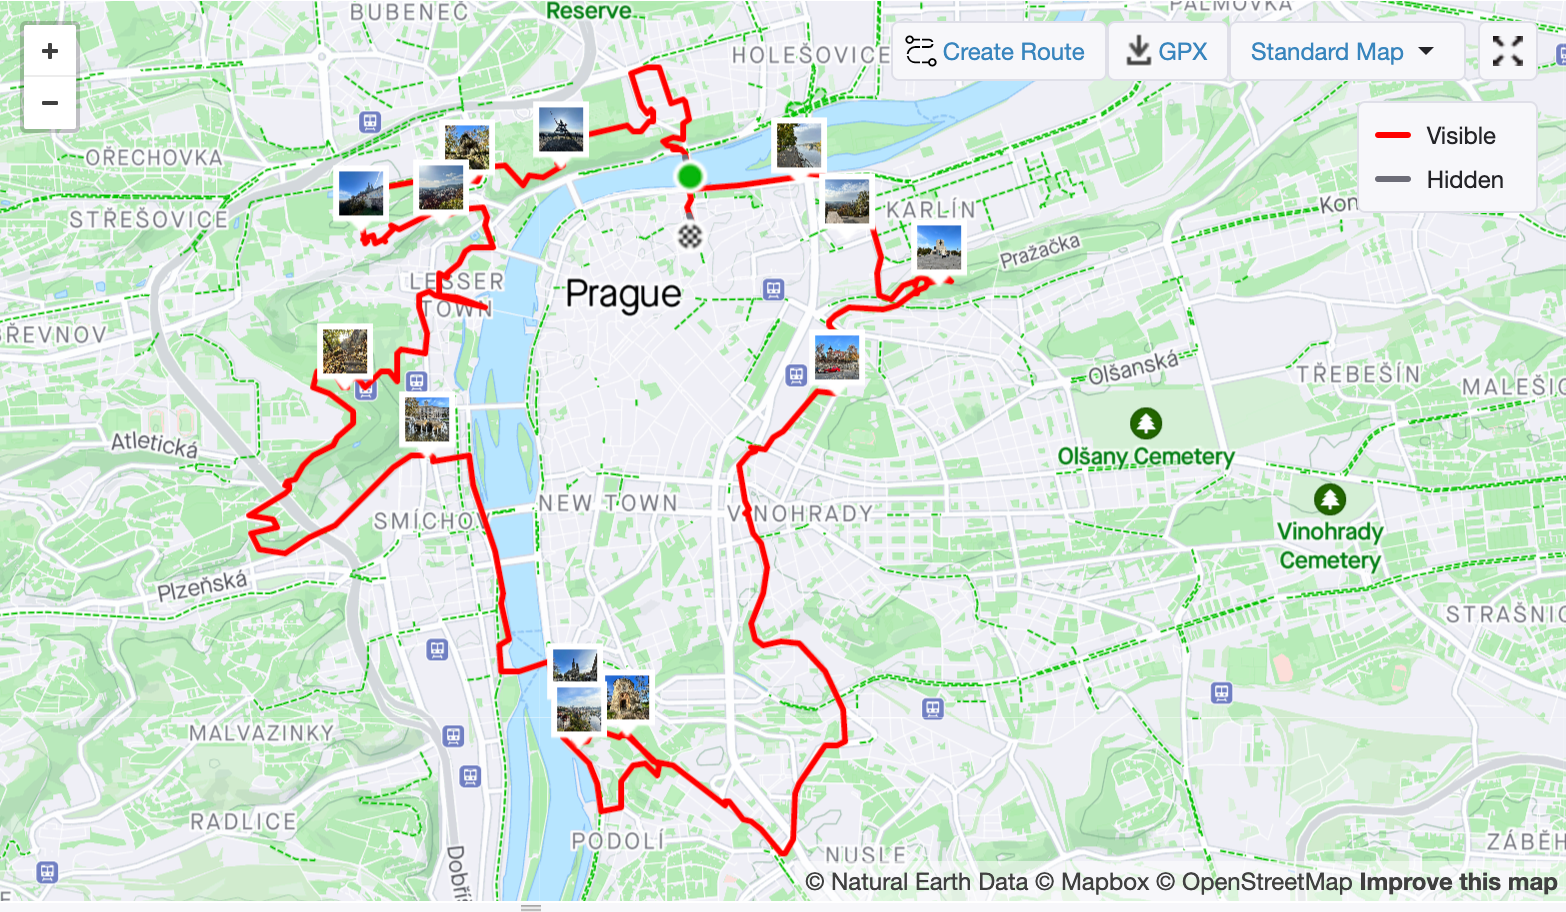 BUBENEČ
Reserve
PALMOVKA
HOLEŠOVICE
+
−
Create Route
GPX
Standard Map
Visible
Hidden
OŘECHOVKA
STŘEŠOVICE
KARLÍN
Kon
Pražačka
LESSER
TOWN
Prague
BŘEVNOV
Olšanská
TŘEBEŠÍN
MALEŠIC
Atletická
Olšany Cemetery
SMÍCHOV
NEW TOWN
VINOHRADY
Vinohrady
Cemetery
Plzeňská
STRAŠNIC
MALVAZINKY
RADLICE
PODOLÍ
NUSLE
ZÁBĚH
Dobří
© Natural Earth Data © Mapbox © OpenStreetMap Improve this map